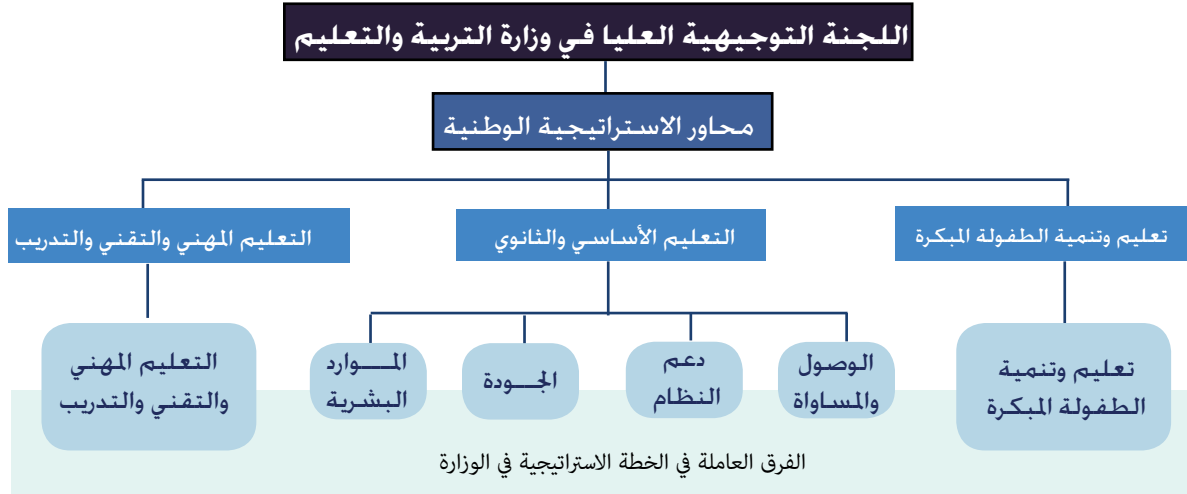 اللجنة التوجيهية العليا في وزارة التربية والتعليم
محاور الاستراتيجية الوطنية
تعليم وتنمية الطفولة المبكرة
التعليم الأساسي والثانوي
التعليم المهني والتقني والتدريب
تعليم وتنمية
الطفولة المبكرة
الوصول
والمساواة
دعم
النظام
الجـــودة
المـــوارد
البشرية
التعليم المهني
والتقني والتدريب
الفرق العاملة في الخطة الاستراتيجية في الوزارة